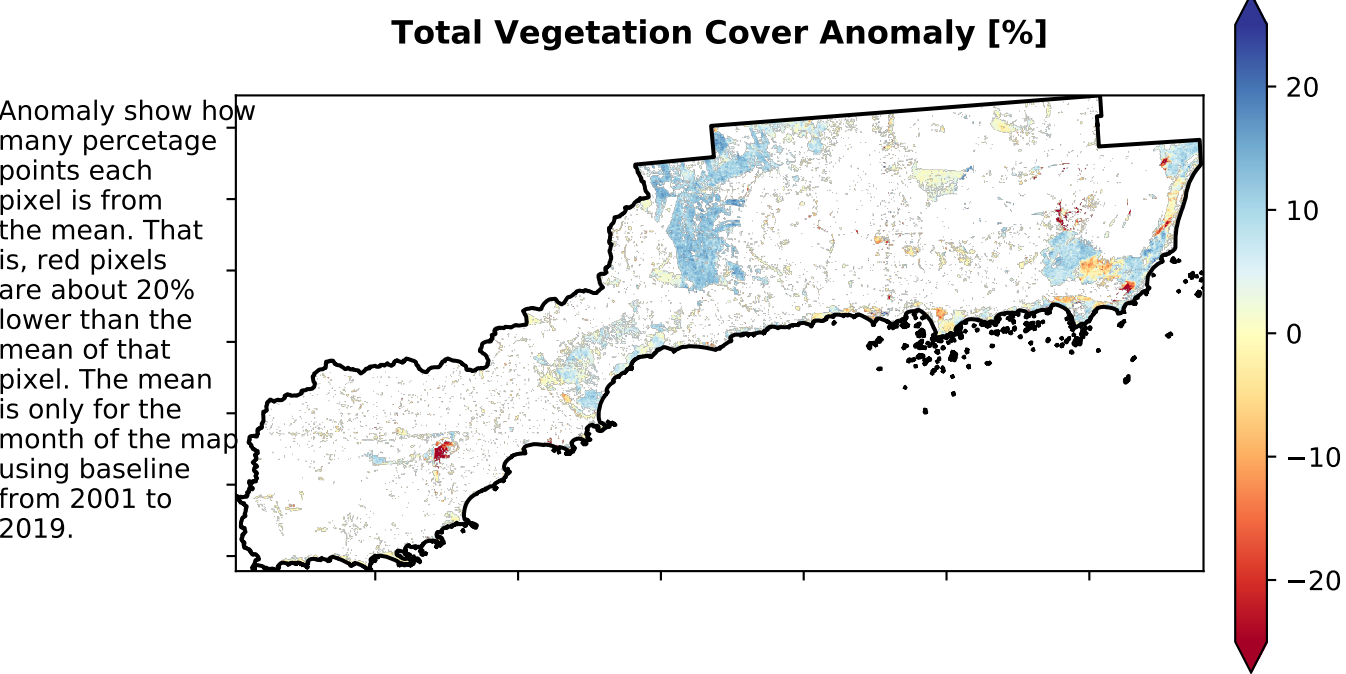 Total Vegetation Cover Anomaly [%]
Anomaly show how
many percetage
points each
pixel is from
the mean. That
is, red pixels
are about 20%
lower than the
mean of that
pixel. The mean
is only for the
month of the map
using baseline
from 2001 to
2019.
20
10
0
−10
−20